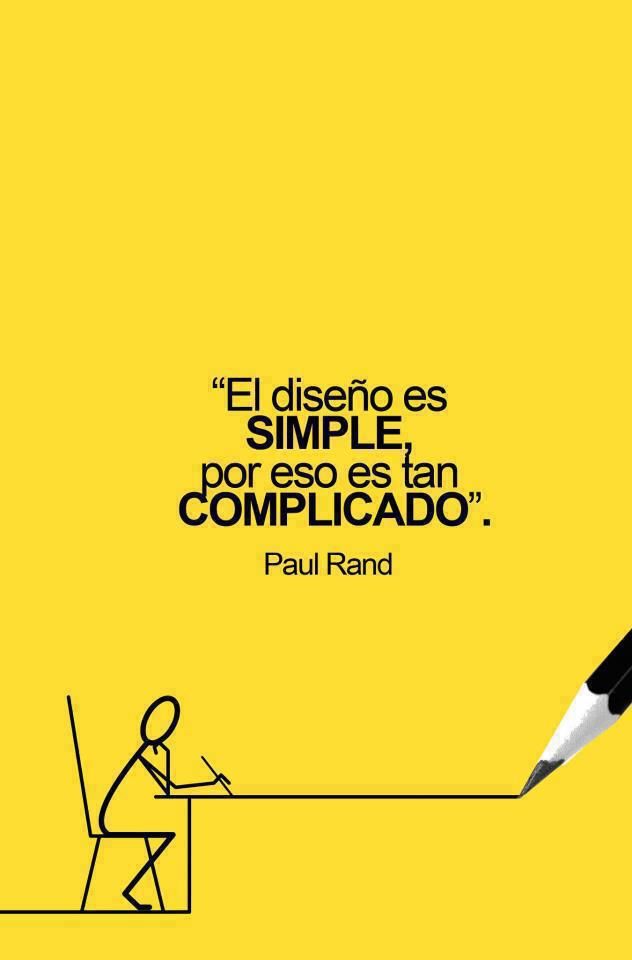 “El diseño es
SIMPLE,
por eso es tan
COMPLICADO”.
Paul Rand